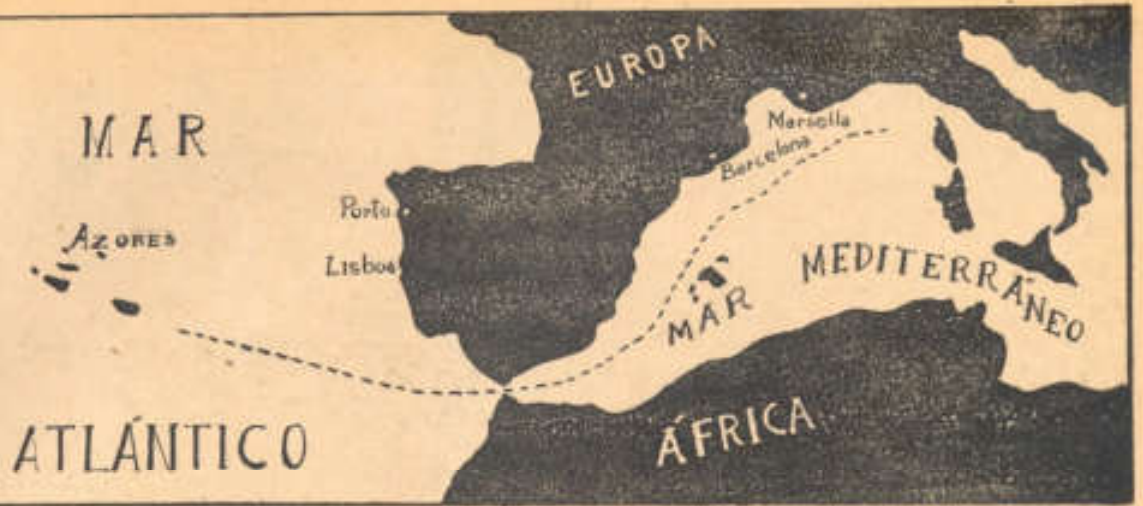 EUROPA
MAR
Marsella
Barcelona
Porto
AZORES
Lisboa
MEDITERRÁNEO
MAR
ÁFRICA
ATLÁNTICO